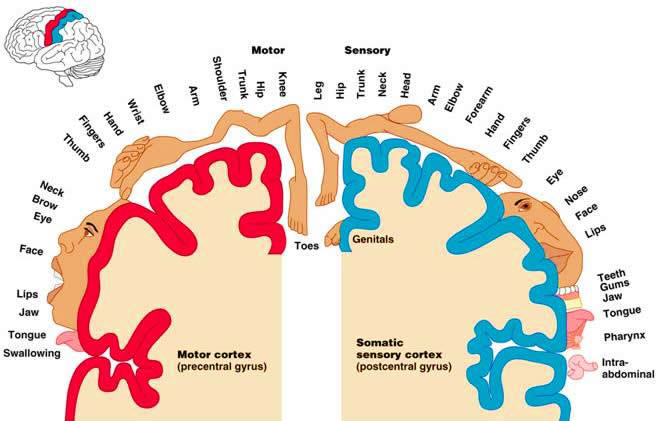 Motor
Sensory
Toes
Knee
Hip
Trunk
Shoulder
Arm
Elbow
Wrist
Hand
Fingers
Thumb
Neck
Brow
Eye
Face
Lips
Jaw
Tongue
Swallowing
Motor cortex
(precentral gyrus)
Genitals
Leg
Hip
Trunk
Neck
Head
Arm
Elbow
Forearm
Hand
Fingers
Thumb
Eye
Nose
Face
Lips
Teeth
Gums
Jaw
Tongue
Pharynx
Intra-
abdominal
Somatic
sensory cortex
(postcentral gyrus)